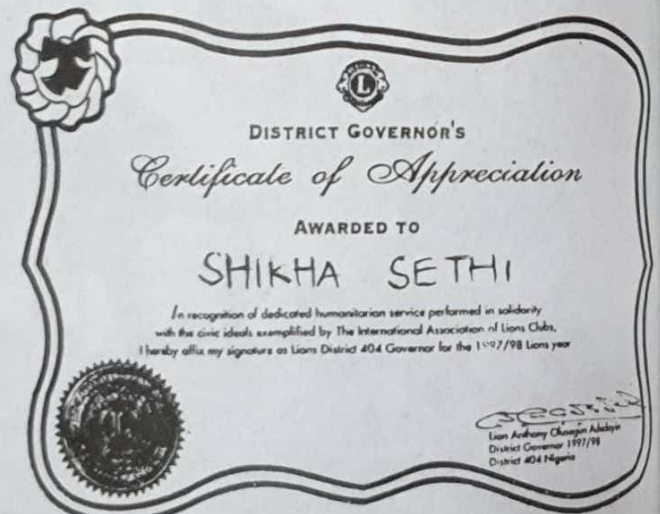 L
DISTRICT GOVERNOR'S
Certificate of Appreciation
AWARDED TO
SHIKHA SETHI
In recognition of dedicated humanitarian service performed in solidarity
with the civic ideals exemplified by The International Association of Lions Clubs,
I hereby affix my signature as Lions District 404 Governor for the 1997/98 Lions year
Lion Anthony Olusegun
District Governor 1997/98
District 404 Nigeria